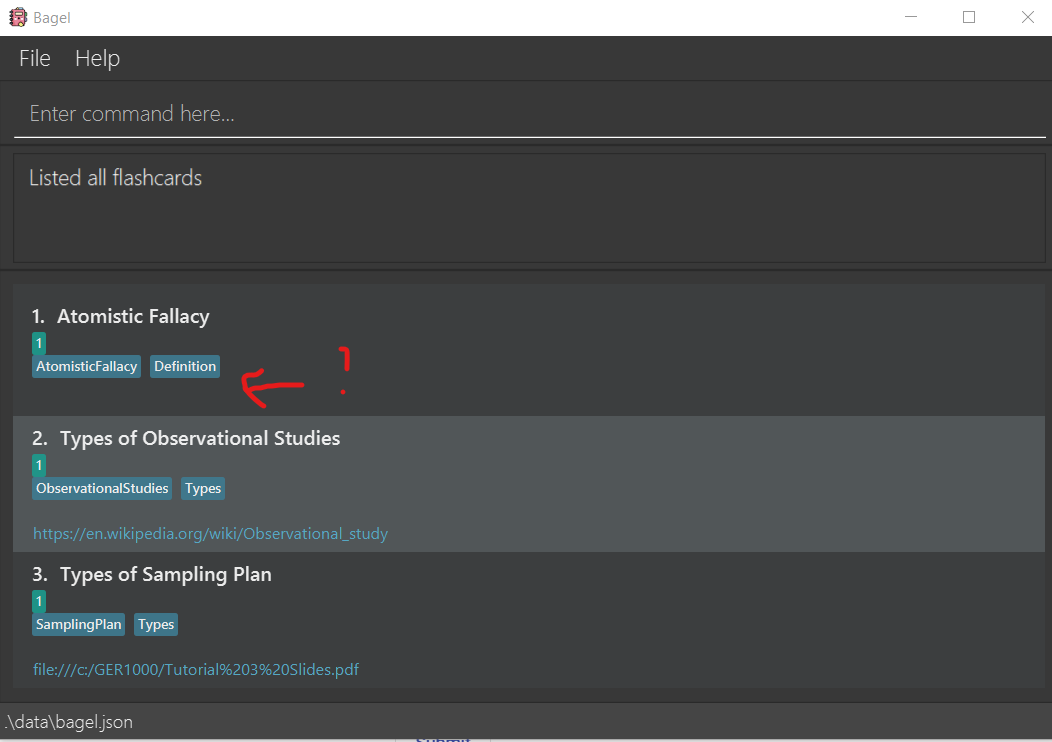 Bagel
File Help
Enter command here...
Listed all flashcards
1. Atomistic Fallacy
1
AtomisticFallacy Definition
?
2. Types of Observational Studies
1
ObservationalStudies Types
https://en.wikipedia.org/wiki/Observational_study
3. Types of Sampling Plan
1
SamplingPlan Types
file:///c:/GER1000/Tutorial%203%20Slides.pdf
.\data\bagel.json